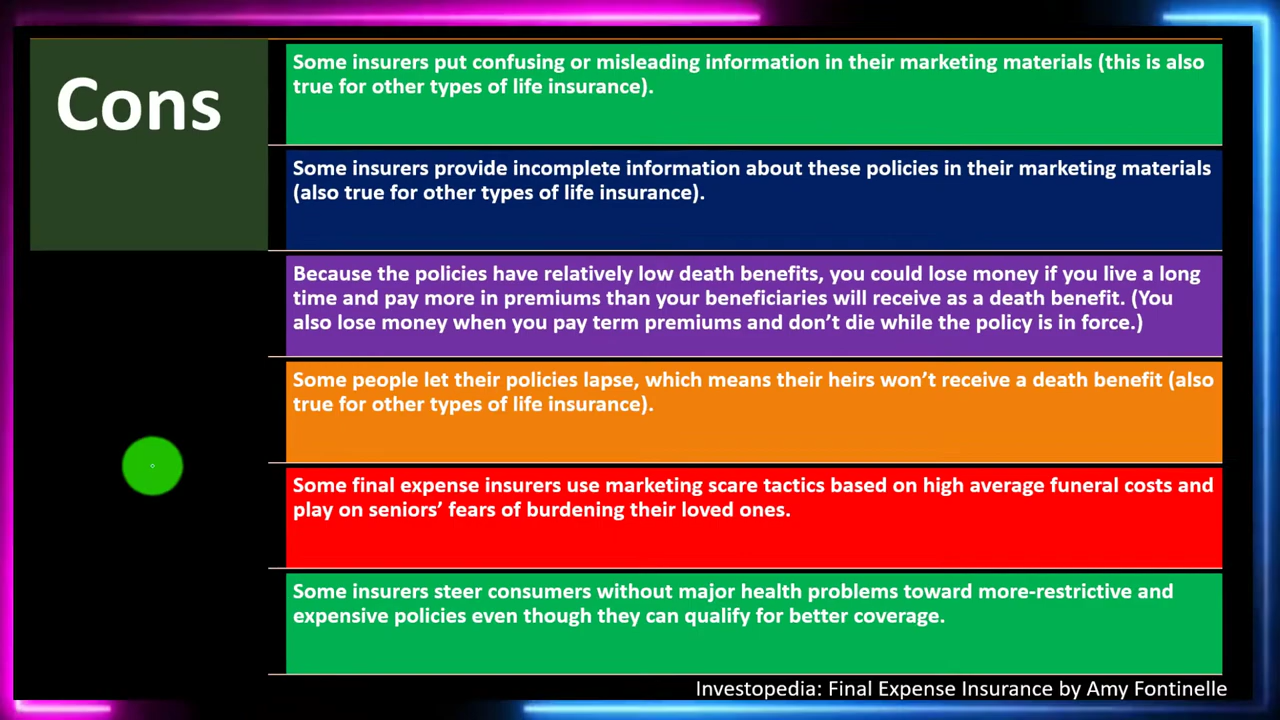 Cons
Some insurers put confusing or misleading information in their marketing materials (this is also
true for other types of life insurance).
Some insurers provide incomplete information about these policies in their marketing materials
(also true for other types of life insurance).
Because the policies have relatively low death benefits, you could lose money if you live a long
time and pay more in premiums than your beneficiaries will receive as a death benefit. (You
also lose money when you pay term premiums and don’t die while the policy is in force.)
Some people let their policies lapse, which means their heirs won’t receive a death benefit (also
true for other types of life insurance).
Some final expense insurers use marketing scare tactics based on high average funeral costs and
play on seniors’ fears of burdening their loved ones.
Some insurers steer consumers without major health problems toward more-restrictive and
expensive policies even though they can qualify for better coverage.
Investopedia: Final Expense Insurance by Amy Fontinelle